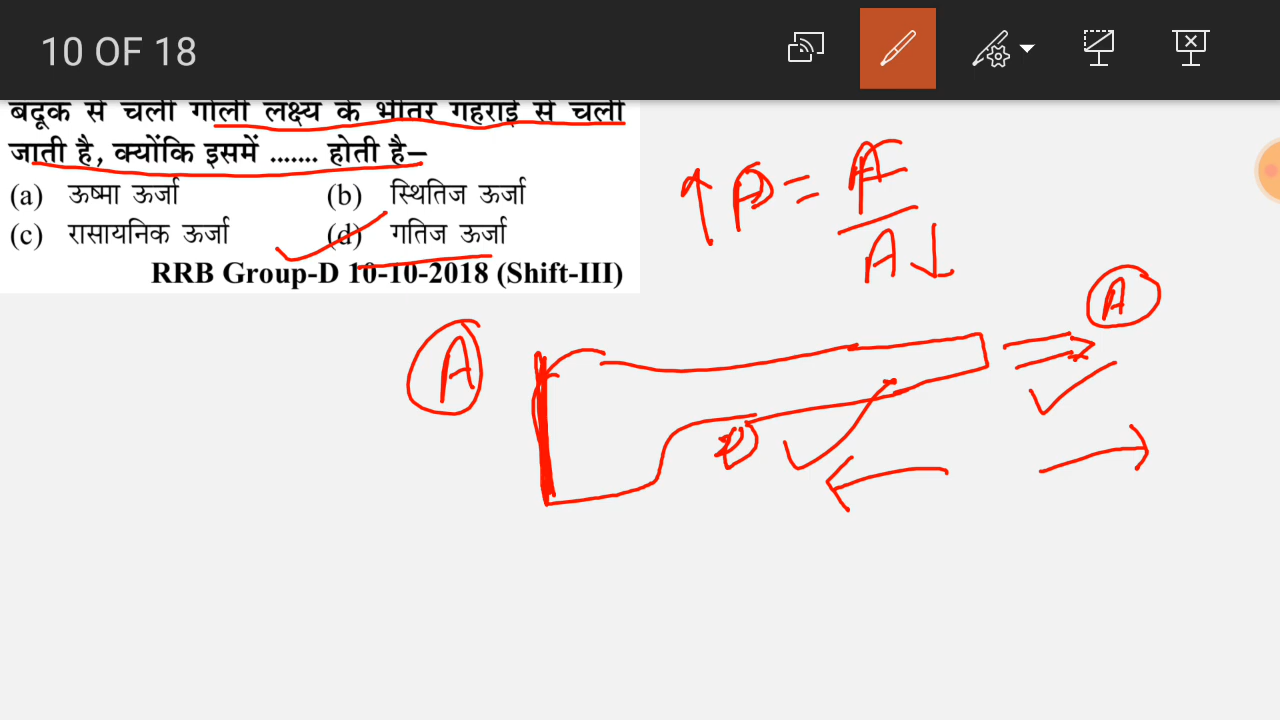 10 OF 18
बदूक से चली गोली लक्ष्य के भीतर गहराई से चली
जाती है, क्योंकि इसमें ....... होती है–
(a) ऊष्मा ऊर्जा (b) स्थितिज ऊर्जा
(c) रासायनिक ऊर्जा (d) गतिज ऊर्जा
RRB Group-D 10-10-2018 (Shift-III)
↑ P = F
A ↓
A
A